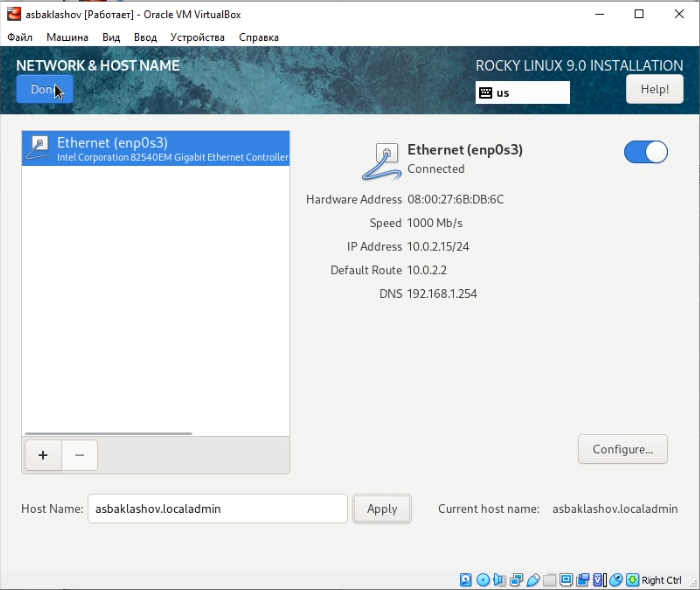 asbaklashov [Работает] - Oracle VM VirtualBox
Файл Машина Вид Ввод Устройства Справка
NETWORK & HOST NAME
ROCKY LINUX 9.0 INSTALLATION
Done
us
Help!
Ethernet (enp0s3)
Intel Corporation 82540EM Gigabit Ethernet Controller
Ethernet (enp0s3)
Connected
Hardware Address 08:00:27:6B:DB:6C
Speed 1000 Mb/s
IP Address 10.0.2.15/24
Default Route 10.0.2.2
DNS 192.168.1.254
+ −
Configure...
Host Name: asbaklashov.localadmin Apply Current host name: asbaklashov.localadmin
Right Ctrl